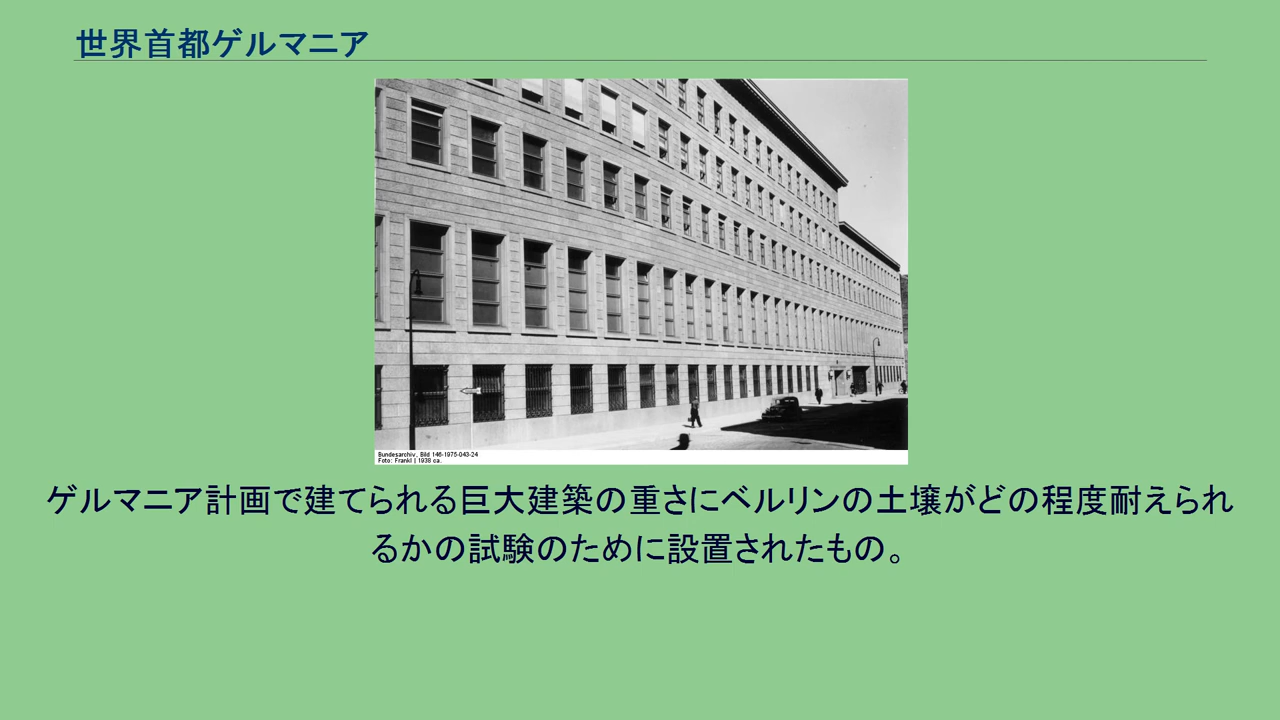 世界首都ゲルマニア
Bundesarchiv, Bild 146-1975-043-24
Foto: Frankl | 1938 ca.
ゲルマニア計画で建てられる巨大建築の重さにベルリンの土壌がどの程度耐えられ
るかの試験のために設置されたもの。